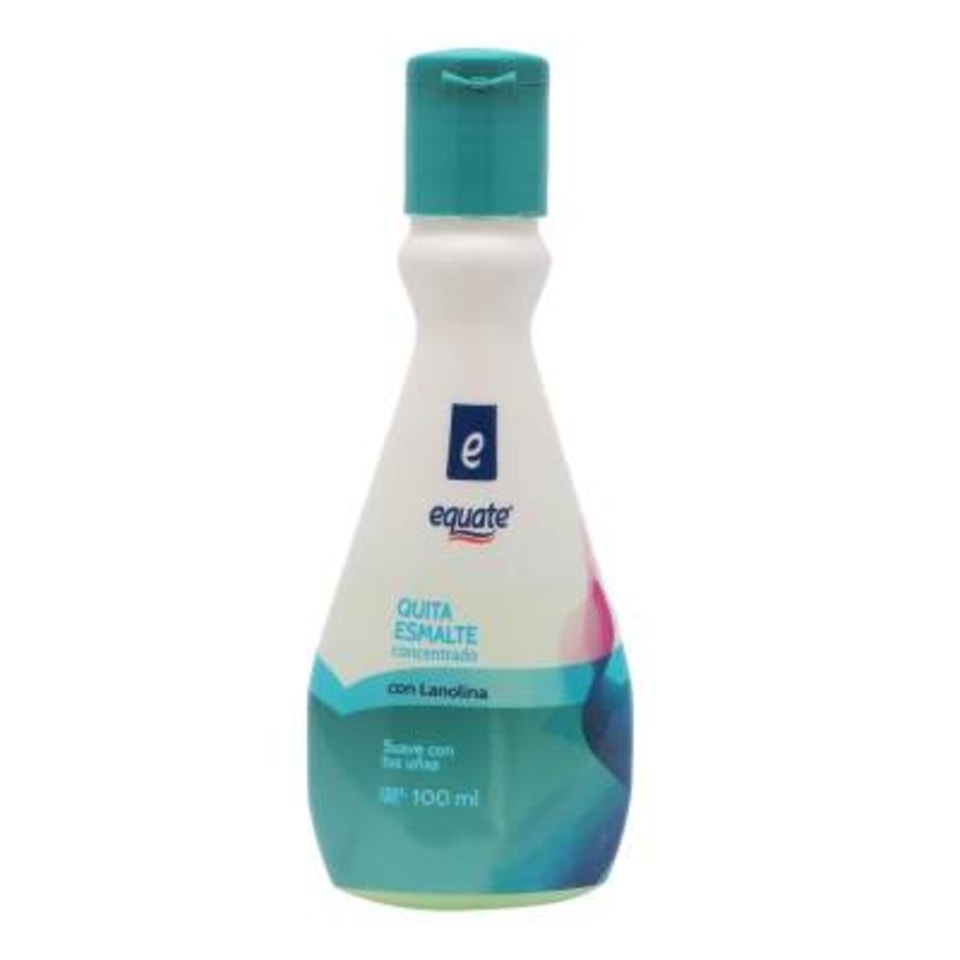 e
equate
QUITA
ESMALTE
concentrado
con Lanolina
Suave con
tus uñas
100 ml